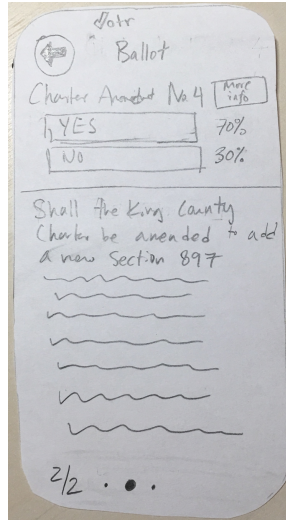 Votr
Ballot
Charter Amendmt No. 4
More info
YES
70%
NO
30%
Shall the King County
Charter be amended to add
a new Section 897
2/2